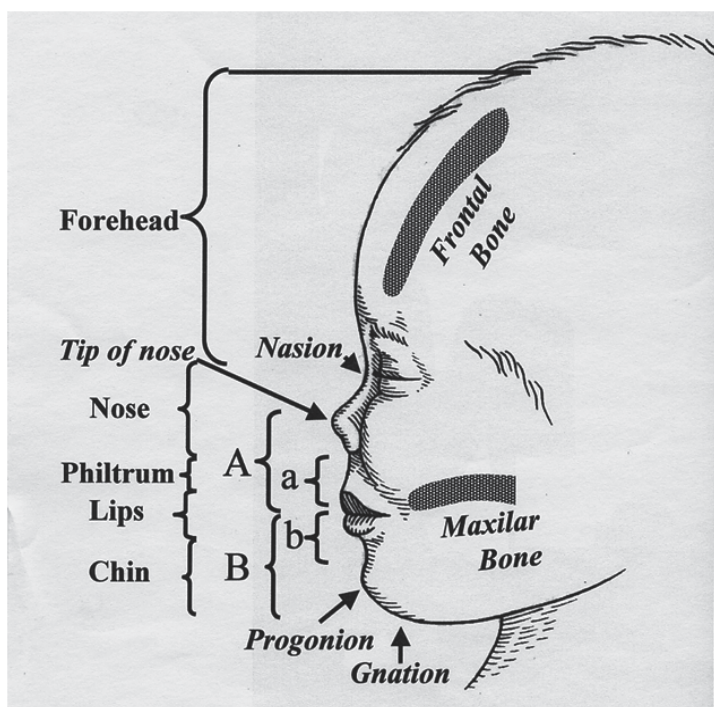 Forehead
Frontal
Bone
Tip of nose
Nasion
Nose
A
a
Philtrum
Lips
b
Maxilar
Bone
Chin
B
Progonion
Gnation